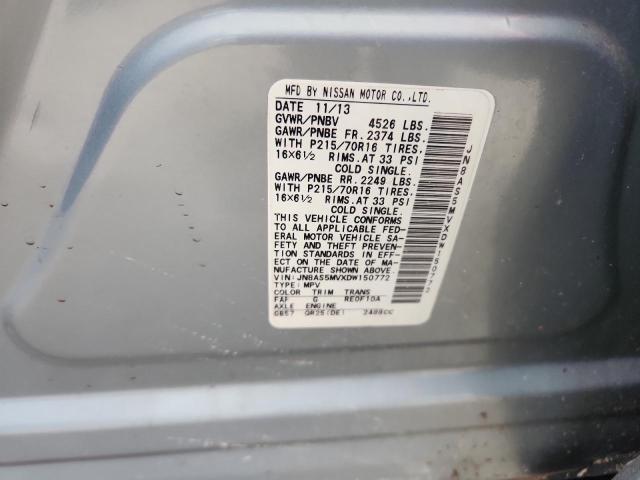 MFD BY NISSAN MOTOR CO.,LTD.
DATE 11/13
GVWR/PNBV 4526 LBS.
GAWR/PNBE FR. 2374 LBS.
WITH P215/70R16 TIRES,
16X6½ RIMS.AT 33 PSI
COLD SINGLE.
GAWR/PNBE RR. 2249 LBS.
WITH P215/70R16 TIRES,
16X6½ RIMS.AT 33 PSI
COLD SINGLE.
THIS VEHICLE CONFORMS
TO ALL APPLICABLE FED-
ERAL MOTOR VEHICLE SA-
FETY AND THEFT PREVEN-
TION STANDARDS IN EFF-
ECT ON THE DATE OF MA-
NUFACTURE SHOWN ABOVE.
VIN: JN8AS5MVXDW150772
TYPE: MPV
COLOR TRIM TRANS
FAF G RE0F10A
AXLE ENGINE
GB57 QR25(DE) 2488CC
JN8AS5MVXDW150772